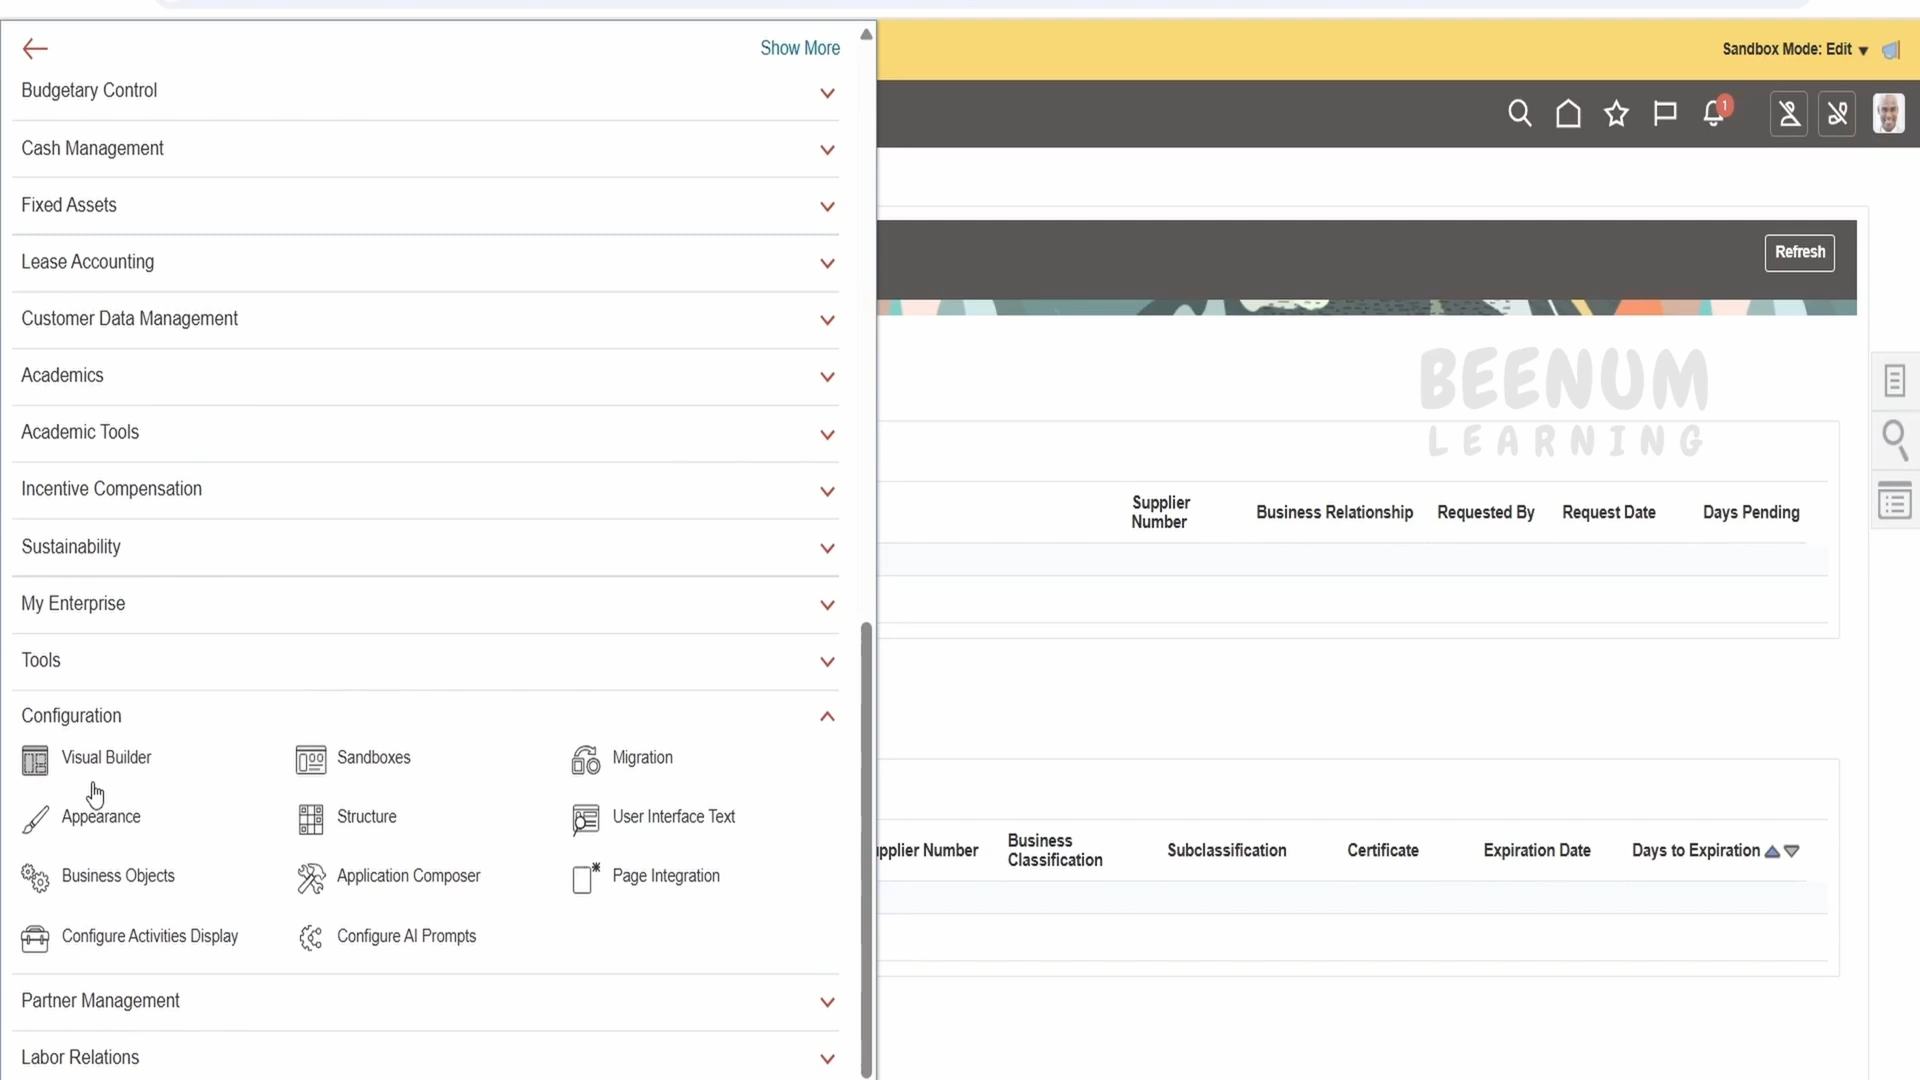 Show More
Budgetary Control
Cash Management
Fixed Assets
Lease Accounting
Customer Data Management
Academics
Academic Tools
Incentive Compensation
Sustainability
My Enterprise
Tools
Configuration
Visual Builder
Sandboxes
Migration
Appearance
Structure
User Interface Text
Business Objects
Application Composer
Page Integration
Configure Activities Display
Configure AI Prompts
Partner Management
Labor Relations
Sandbox Mode: Edit
1
Refresh
BEENUM
LEARNING
Supplier
Number
Business Relationship
Requested By
Request Date
Days Pending
upplier Number
Business
Classification
Subclassification
Certificate
Expiration Date
Days to Expiration